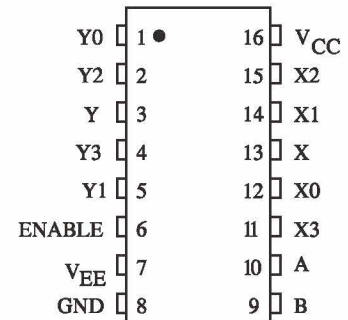 Y0 1 16 VCC
Y2 2 15 X2
Y 3 14 X1
Y3 4 13 X
Y1 5 12 X0
ENABLE 6 11 X3
VEE 7 10 A
GND 8 9 B